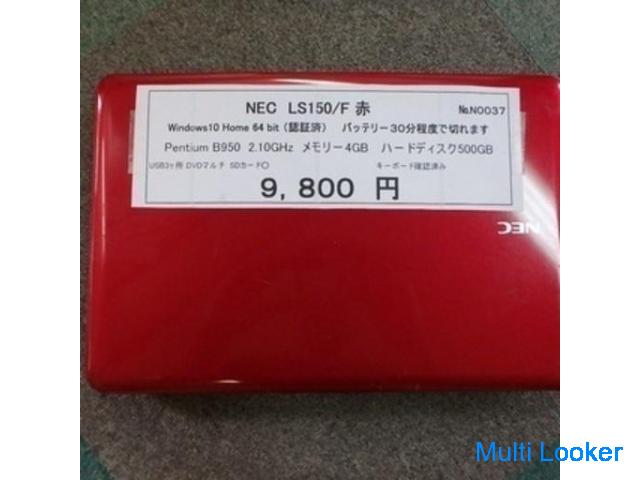 NEC LS150/F 赤 №N0037
Windows10 Home 64 bit （認証済） バッテリー３０分程度で切れます
Pentium B950 2.10GHz メモリー4GB ハードディスク500GB
USB3ヶ所 DVDマルチ SDカード〇 キーボード確認済み
９，８００ 円
NEC
Multi Looker